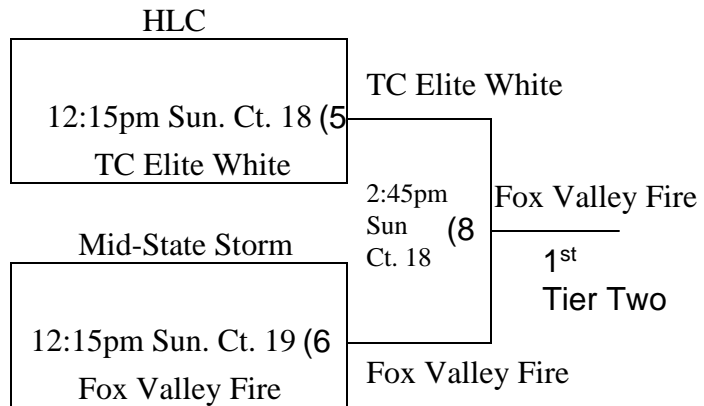 HLC
12:15pm Sun. Ct. 18 (5
TC Elite White
TC Elite White
2:45pm
Sun
Ct. 18
(8
Fox Valley Fire
1st
Tier Two
Mid-State Storm
12:15pm Sun. Ct. 19 (6
Fox Valley Fire
Fox Valley Fire